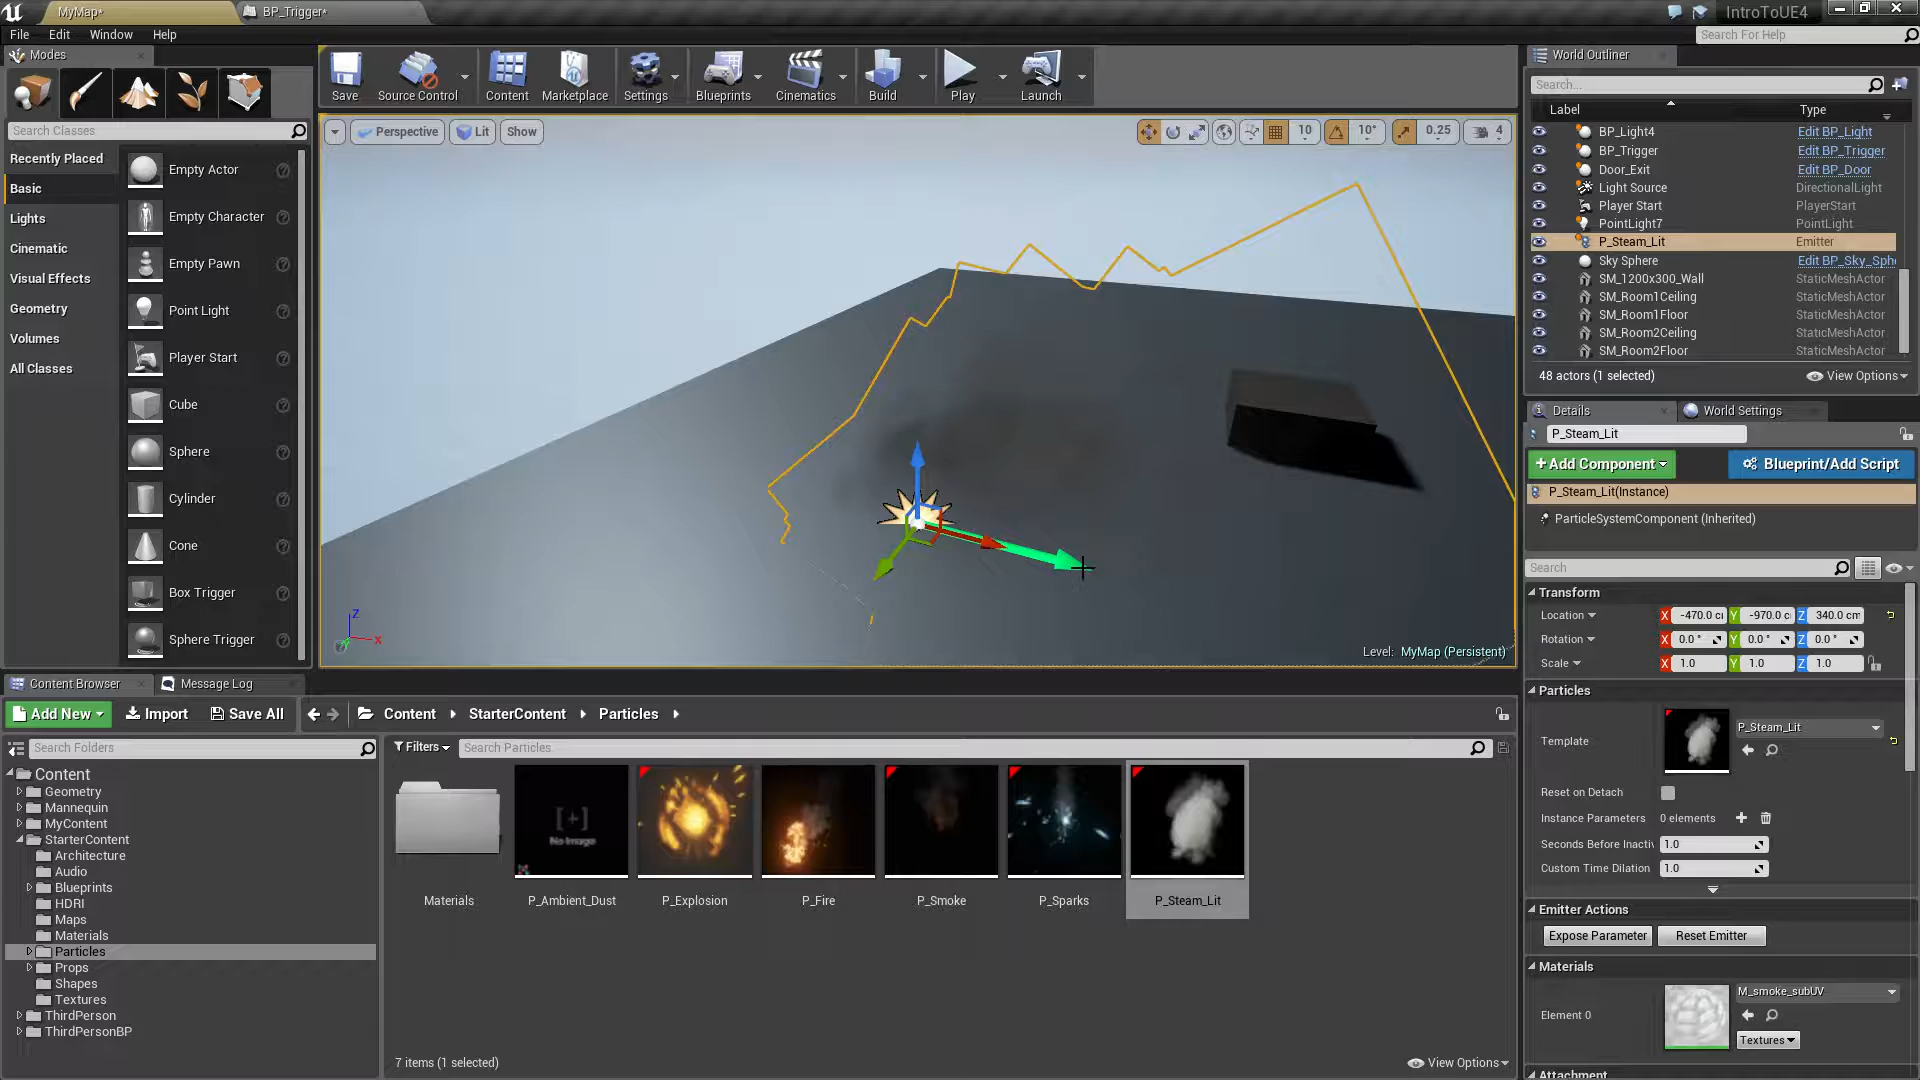 MyMap*
BP_Trigger*
IntroToUE4
File Edit Window Help
Search For Help
Modes
Search Classes
Recently Placed
Basic
Lights
Cinematic
Visual Effects
Geometry
Volumes
All Classes
Empty Actor
Empty Character
Empty Pawn
Point Light
Player Start
Cube
Sphere
Cylinder
Cone
Box Trigger
Sphere Trigger
Save Source Control Content Marketplace Settings Blueprints Cinematics Build Play Launch
Perspective Lit Show
10 10° 0.25 4
Z
X
Level: MyMap (Persistent)
World Outliner
Search...
Label Type
BP_Light4 Edit BP_Light
BP_Trigger Edit BP_Trigger
Door_Exit Edit BP_Door
Light Source DirectionalLight
Player Start PlayerStart
PointLight7 PointLight
P_Steam_Lit Emitter
Sky Sphere Edit BP_Sky_Sph
SM_1200x300_Wall StaticMeshActor
SM_Room1Ceiling StaticMeshActor
SM_Room1Floor StaticMeshActor
SM_Room2Ceiling StaticMeshActor
SM_Room2Floor StaticMeshActor
48 actors (1 selected) View Options
Details World Settings
P_Steam_Lit
+Add Component Blueprint/Add Script
P_Steam_Lit(Instance)
ParticleSystemComponent (Inherited)
Search
Transform
Location X -470.0 c Y -970.0 c Z 340.0 cm
Rotation X 0.0 ° Y 0.0 ° Z 0.0 °
Scale X 1.0 Y 1.0 Z 1.0
Particles
Template P_Steam_Lit
Reset on Detach
Instance Parameters 0 elements
Seconds Before Inacti 1.0
Custom Time Dilation 1.0
Emitter Actions
Expose Parameter Reset Emitter
Materials
Element 0 M_smoke_subUV
Textures
Attachment
Content Browser Message Log
Add New Import Save All Content StarterContent Particles
Search Folders
Content
Geometry
Mannequin
MyContent
StarterContent
Architecture
Audio
Blueprints
HDRI
Maps
Materials
Particles
Props
Shapes
Textures
ThirdPerson
ThirdPersonBP
Filters Search Particles
[+]
No Image
Materials P_Ambient_Dust P_Explosion P_Fire P_Smoke P_Sparks P_Steam_Lit
7 items (1 selected) View Options